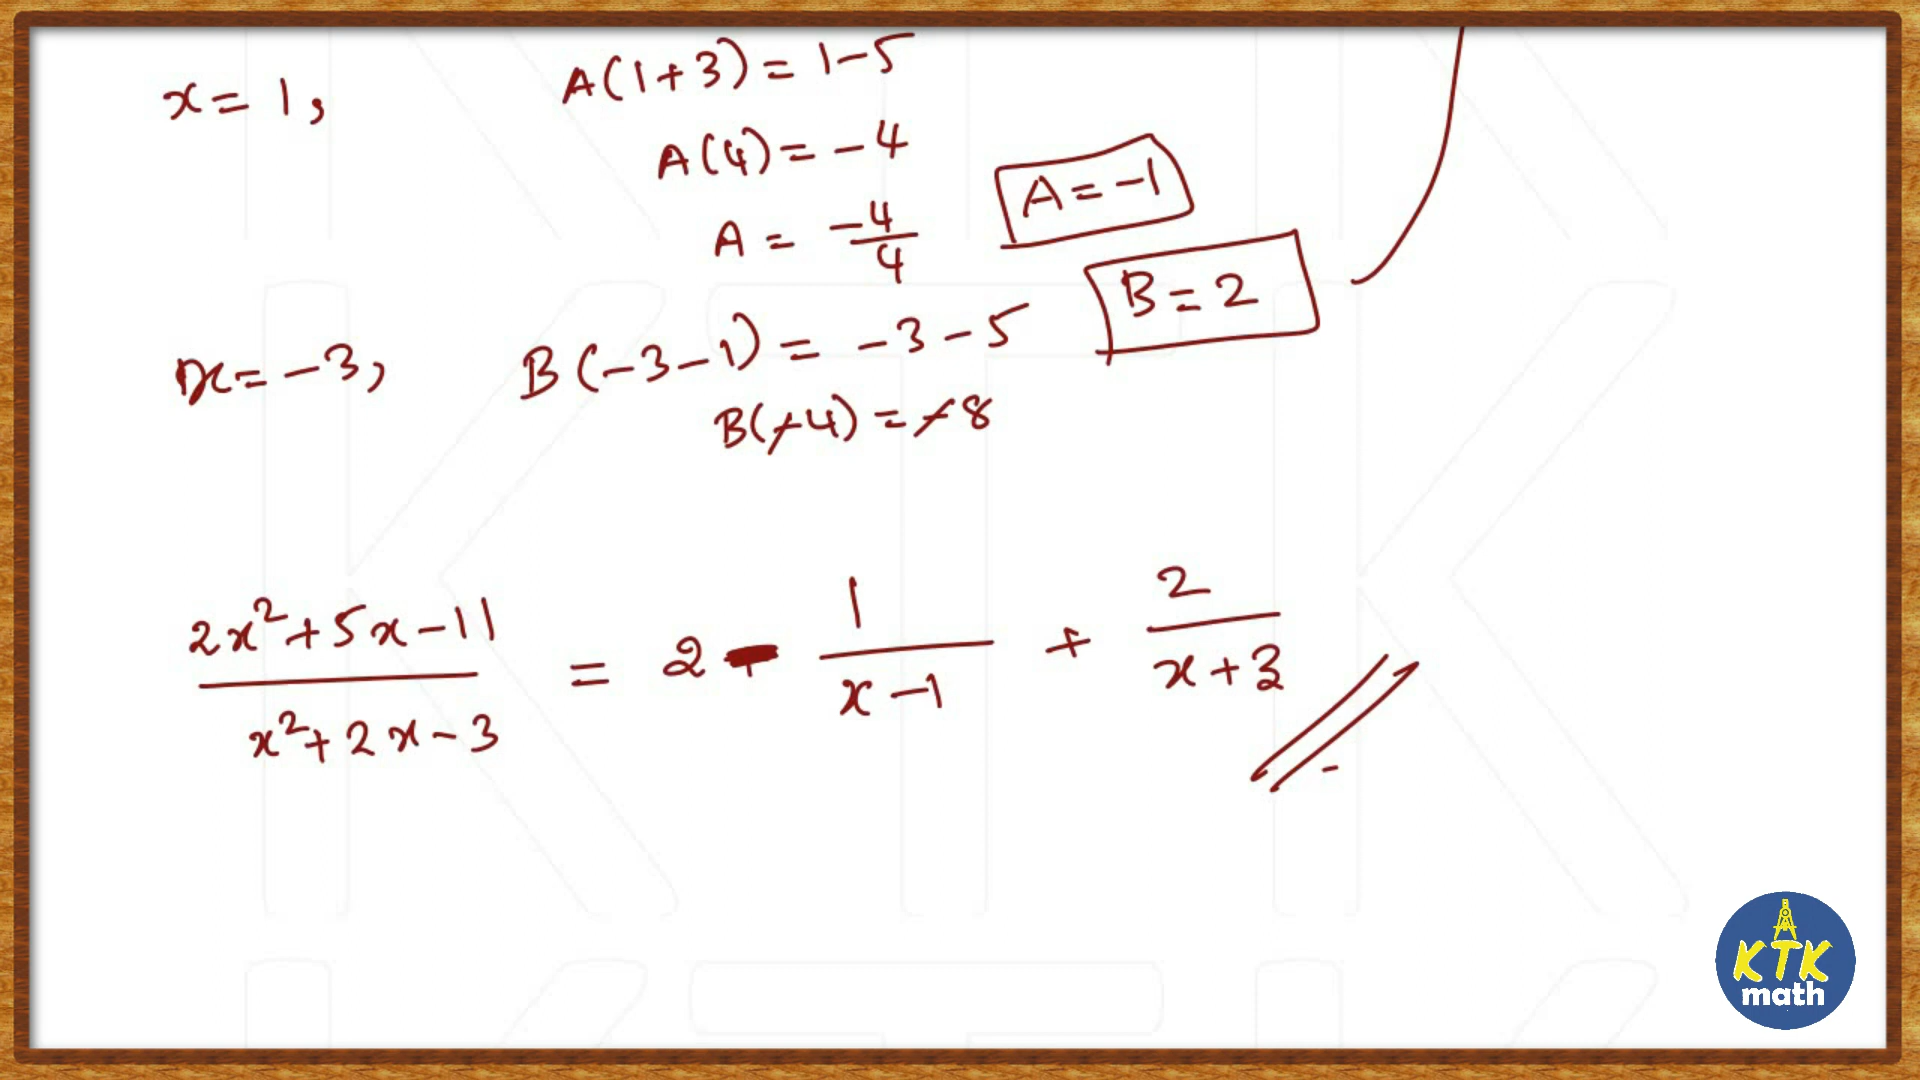 x = 1, A(1+3) = 1-5
A(4) = -4
A = -4/4 A = -1
x = -3, B(-3-1) = -3-5 B = 2
B(-4) = -8
2x²+5x-11 / x²+2x-3 = 2 - 1/x-1 + 2/x+3
KTK
math